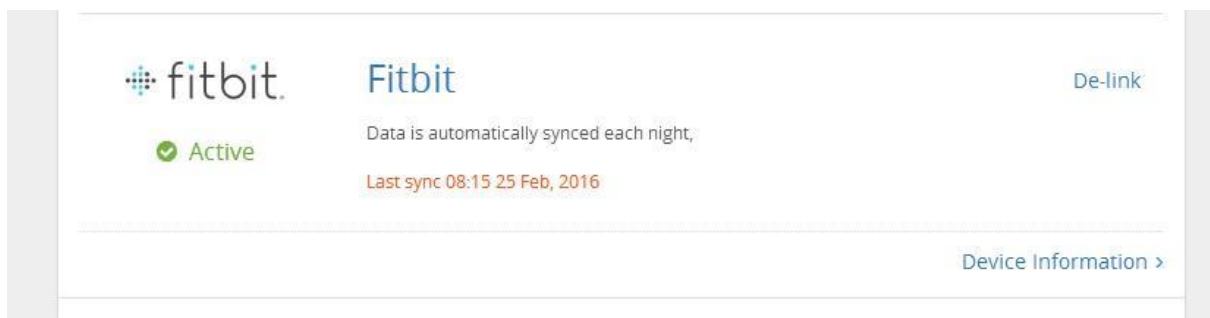 fitbit.
Fitbit
De-link
Active
Data is automatically synced each night,
Last sync 08:15 25 Feb, 2016
Device Information >